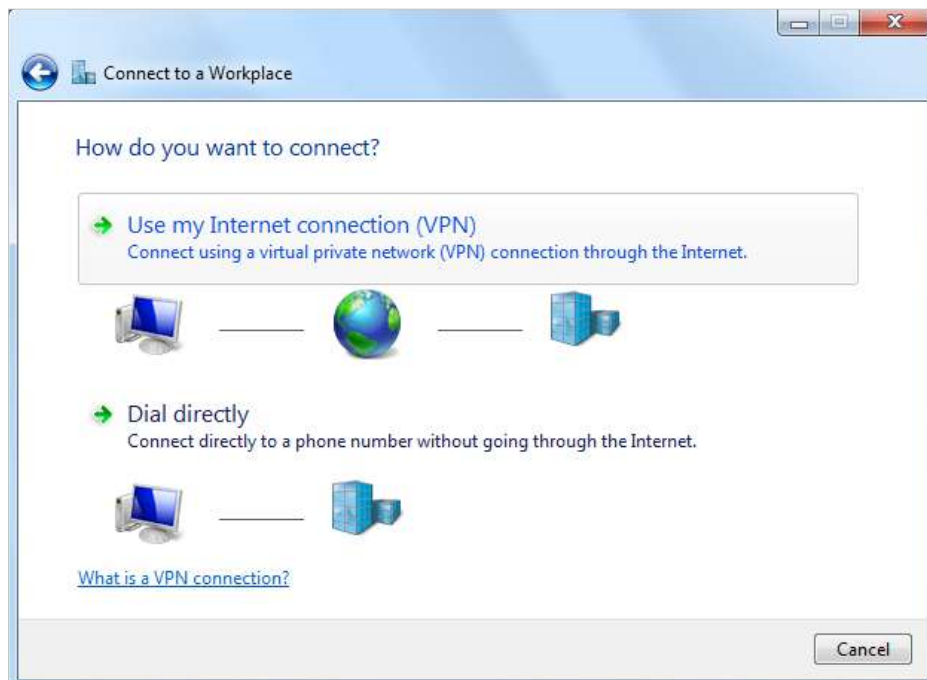 Connect to a Workplace
How do you want to connect?
Use my Internet connection (VPN)
Connect using a virtual private network (VPN) connection through the Internet.
Dial directly
Connect directly to a phone number without going through the Internet.
What is a VPN connection?
Cancel